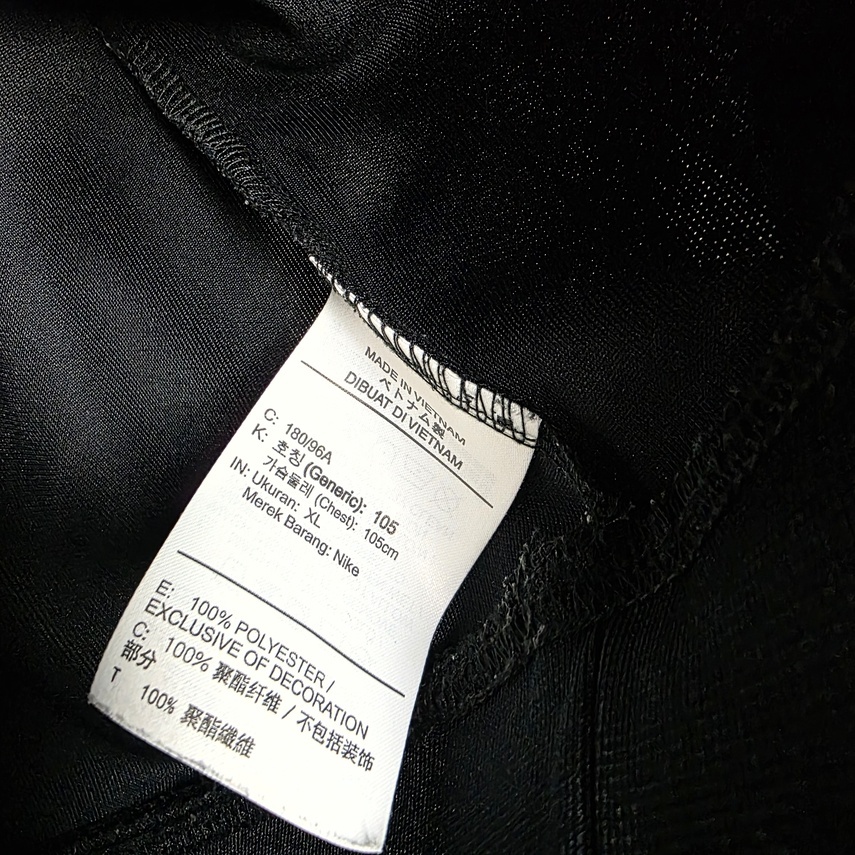 MADE IN VIETNAM
ベトナム製
DIBUAT DI VIETNAM
C: 180/96A
K: 호칭 (Generic): 105
가슴둘레 (Chest): 105cm
IN: Ukuran: XL
Merek Barang: Nike
E: 100% POLYESTER /
EXCLUSIVE OF DECORATION
C: 100% 聚酯纤维 / 不包括装饰
部分
T 100% 聚酯纖維